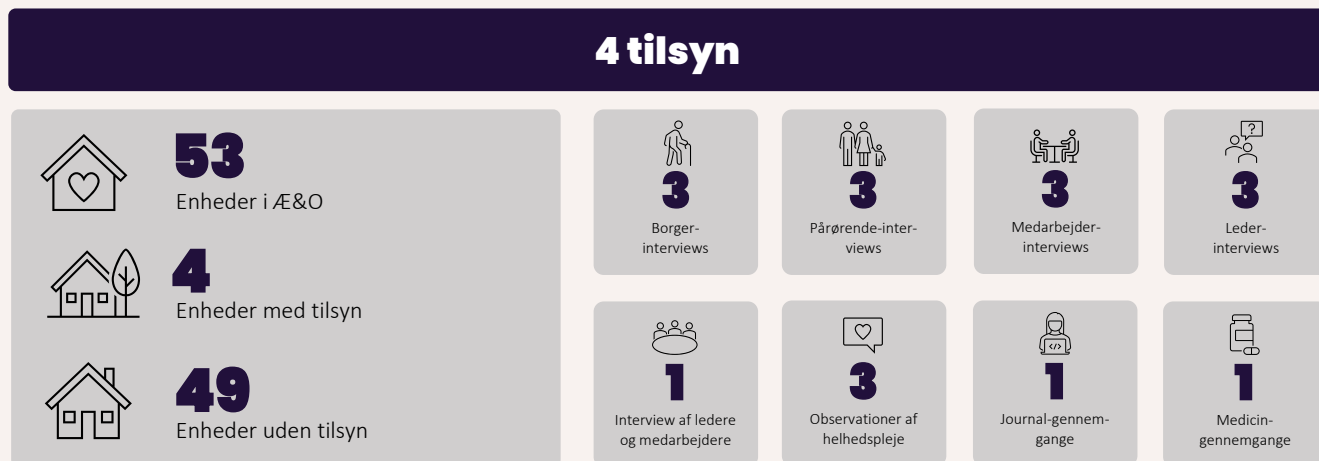 4 tilsyn
53
Enheder i Æ&O
4
Enheder med tilsyn
49
Enheder uden tilsyn
3
Borger-
interviews
3
Pårørende-inter-
views
3
Medarbejder-
interviews
?
3
Leder-
interviews
1
Interview af ledere
og medarbejdere
3
Observationer af
helhedspleje
</>
1
Journal-gennem-
gange
1
Medicin-
gennemgange